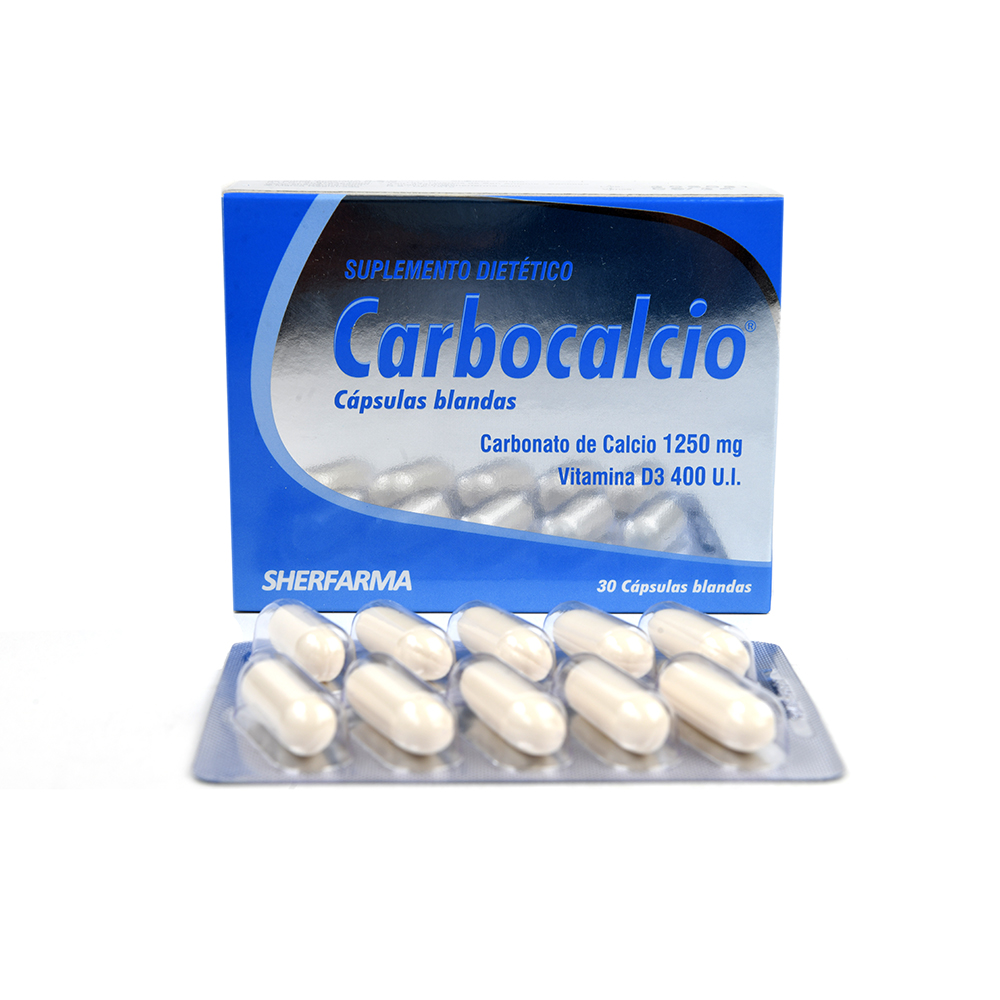 SUPLEMENTO DIETÉTICO
Carbocalcio®
Cápsulas blandas
Carbonato de Calcio 1250 mg
Vitamina D3 400 U.I.
SHERFARMA
30 Cápsulas blandas